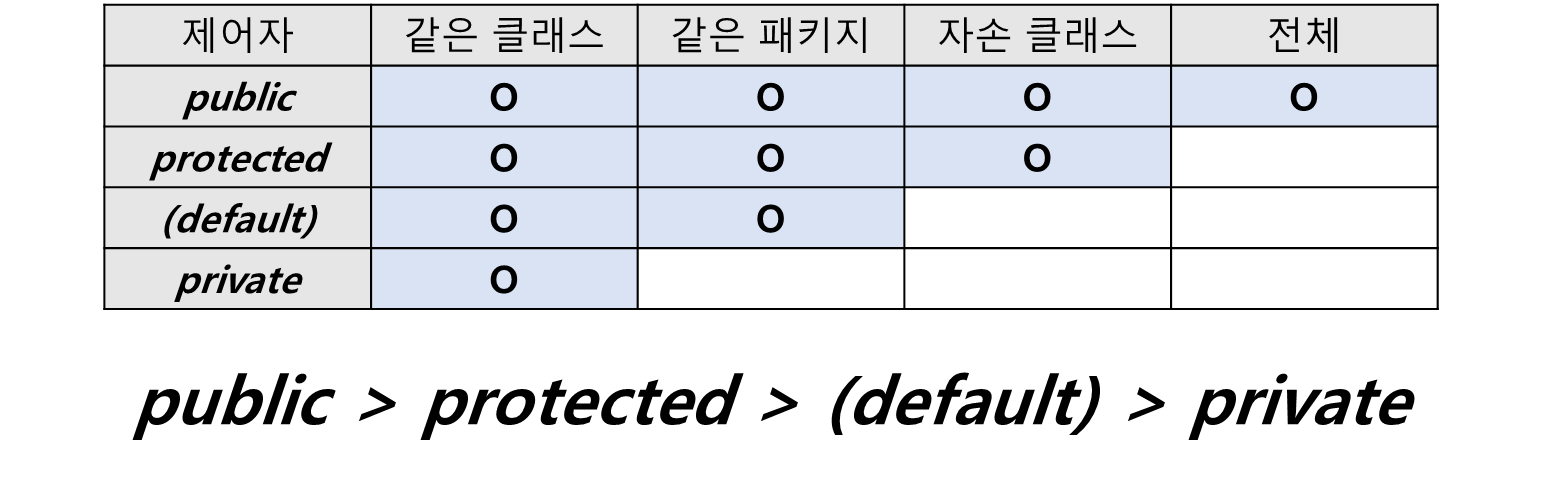 제어자 같은 클래스 같은 패키지 자손 클래스 전체
public O O O O
protected O O O
(default) O O
private O
public > protected > (default) > private